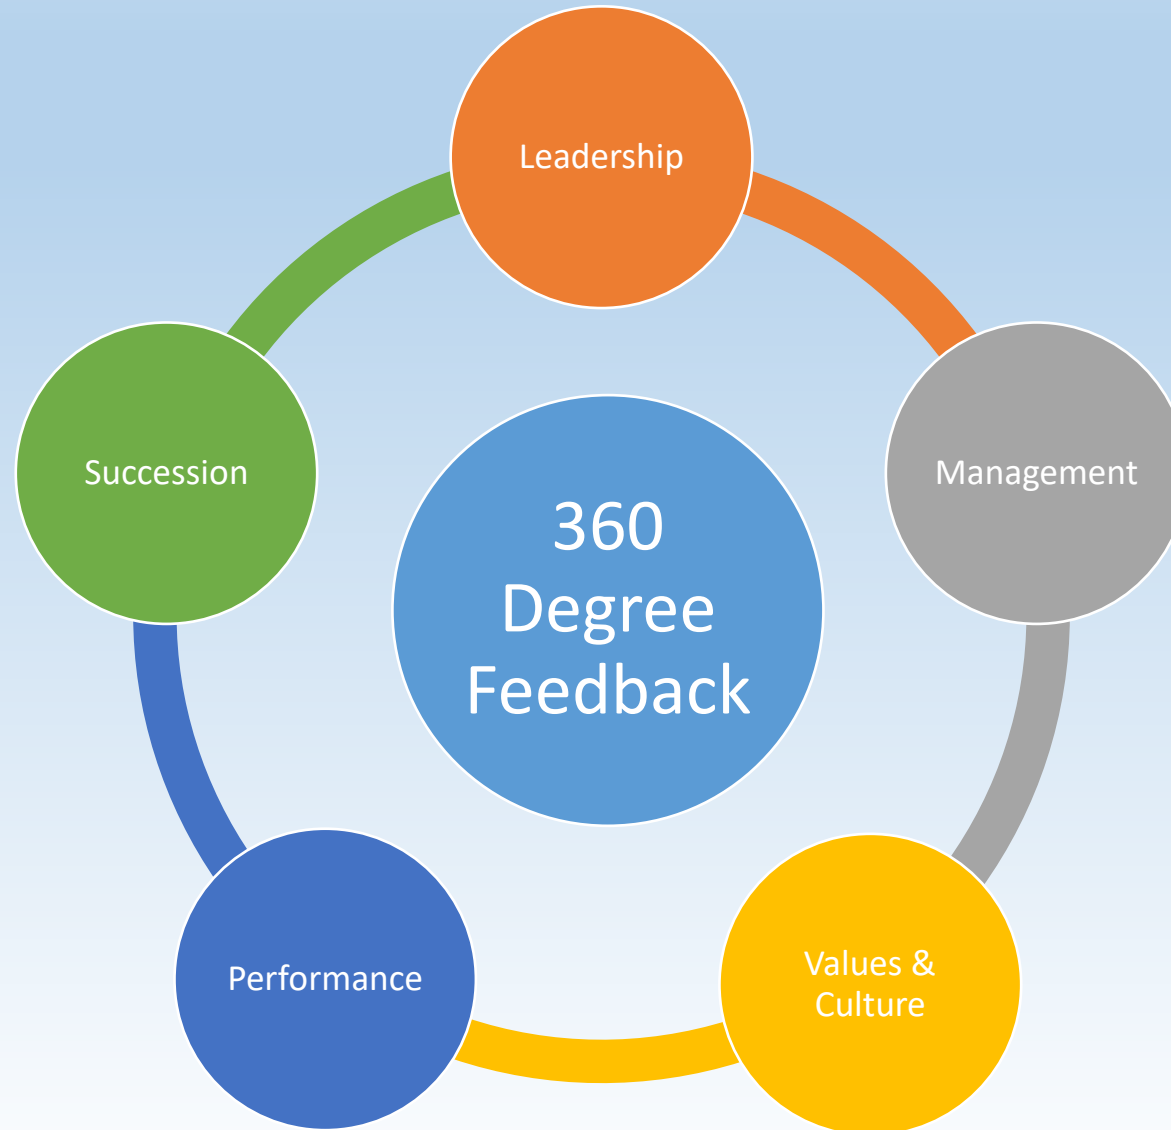 Leadership
Management
Succession
360
Degree
Feedback
Values &
Culture
Performance